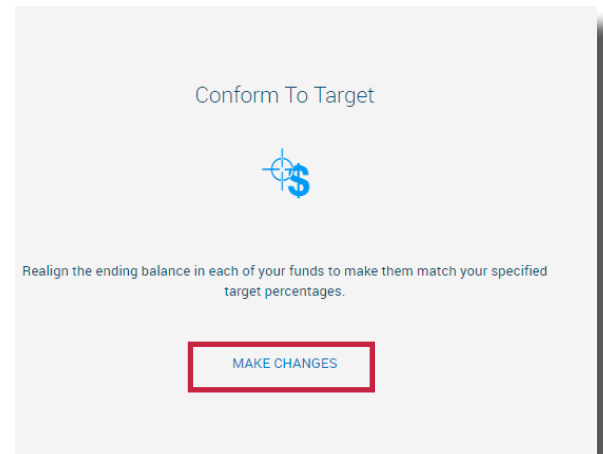 Conform To Target
$
Realign the ending balance in each of your funds to make them match your specified
target percentages.
MAKE CHANGES